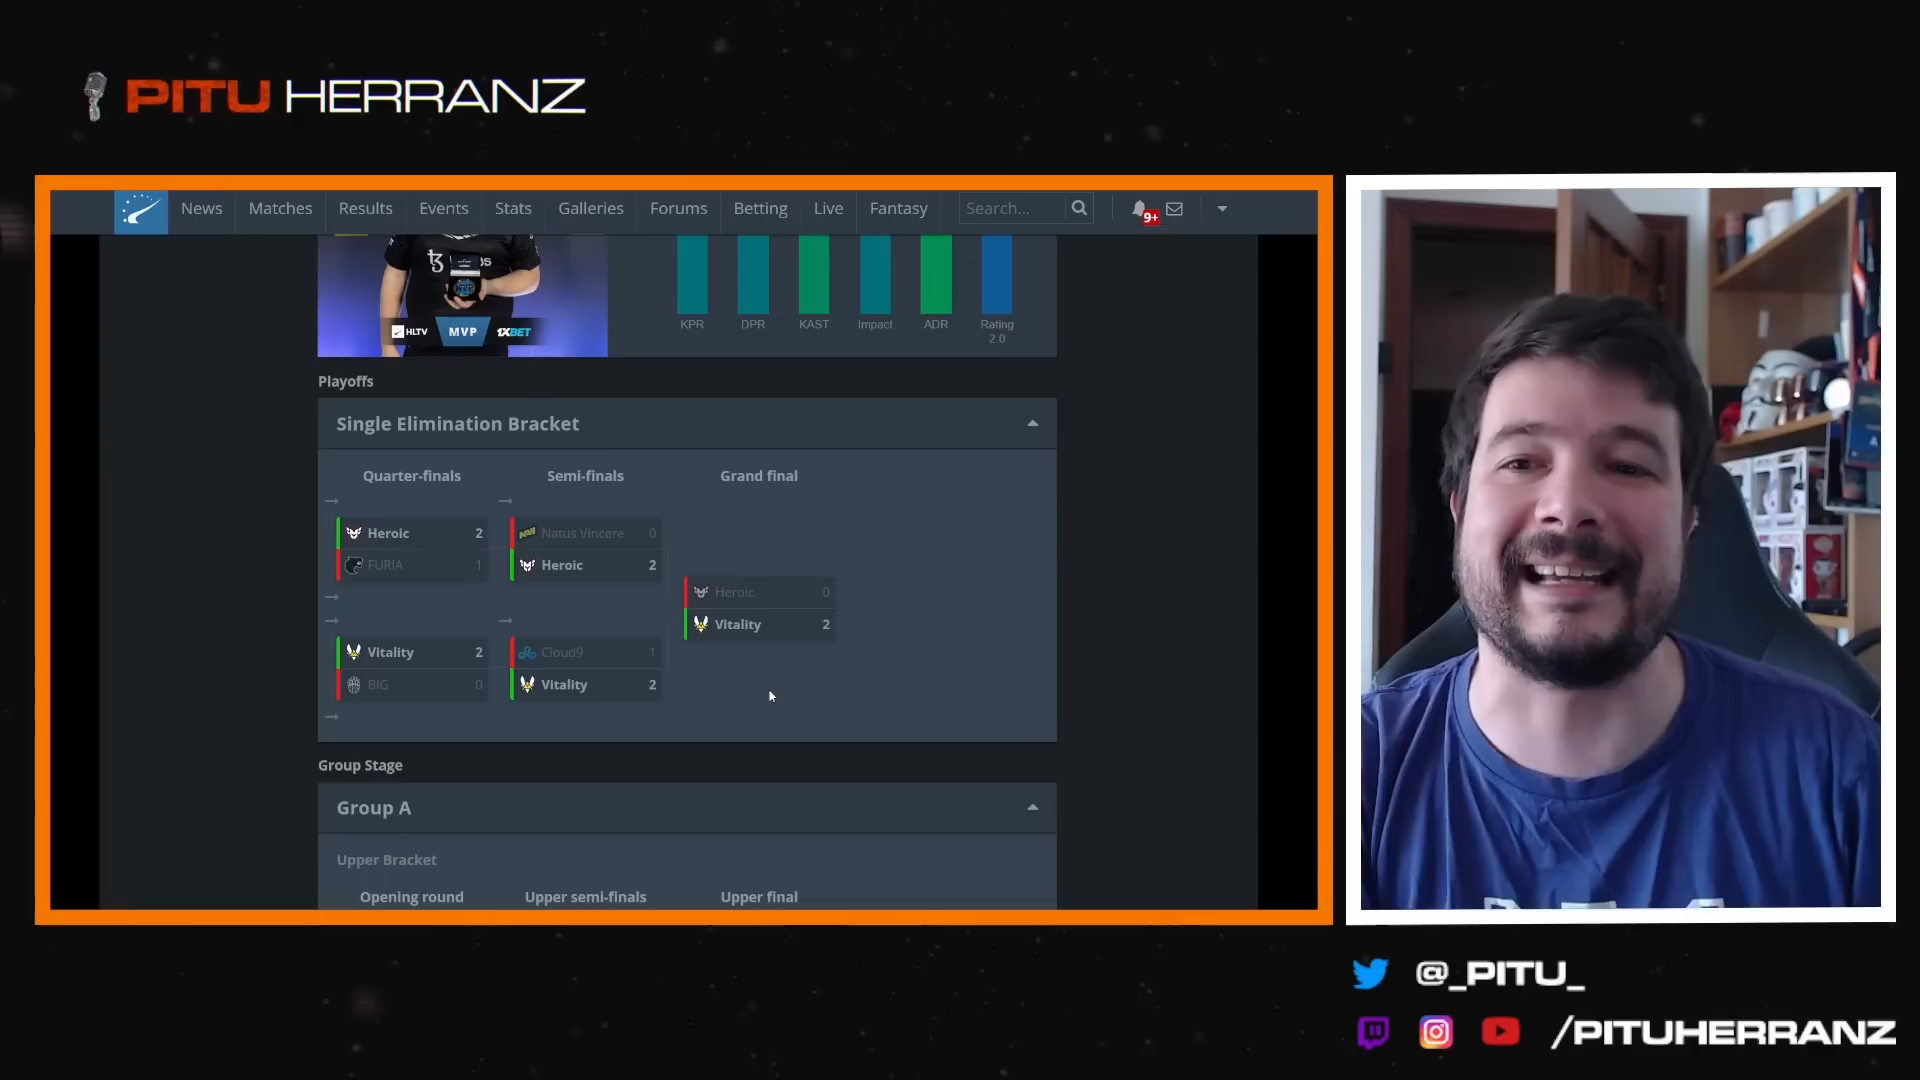 PITU HERRANZ
News Matches Results Events Stats Galleries Forums Betting Live Fantasy Search... 9+
HLTV MVP 1XBET
KPR DPR KAST Impact ADR Rating 2.0
Playoffs
Single Elimination Bracket
Quarter-finals Semi-finals Grand final
Heroic 2
FURIA 1
Natus Vincere 0
Heroic 2
Heroic 0
Vitality 2
Vitality 2
BIG 0
Cloud9 1
Vitality 2
Group Stage
Group A
Upper Bracket
Opening round Upper semi-finals Upper final
@_PITU_
/PITUHERRANZ